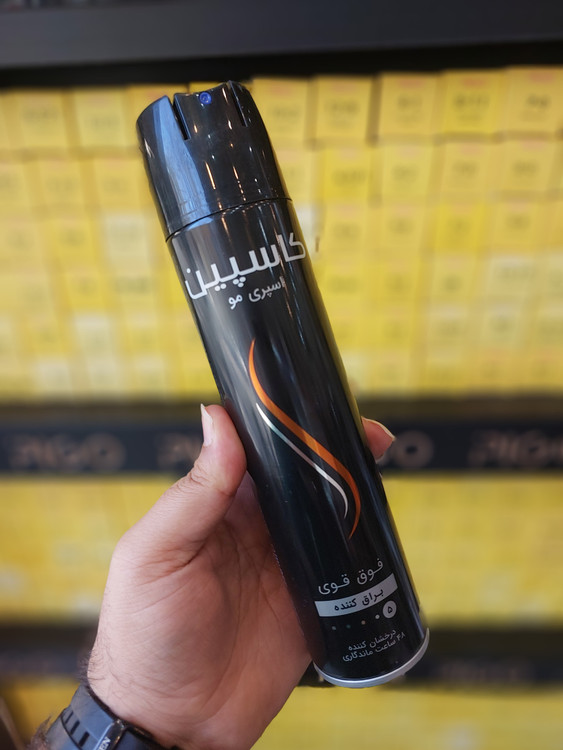 کاسپین
اسپری مو
فوق قوی
براق کننده
۵
درخشان کننده
۴۸ ساعت ماندگاری